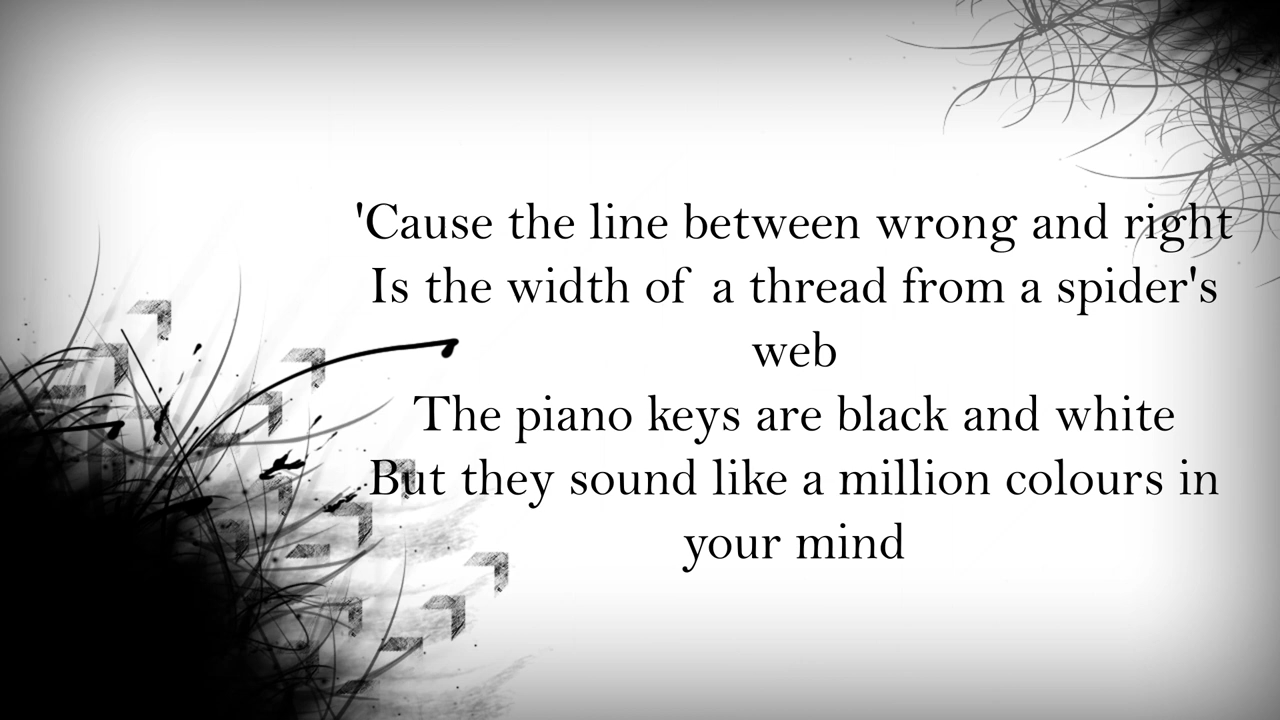 'Cause the line between wrong and right
Is the width of a thread from a spider's
web
The piano keys are black and white
But they sound like a million colours in
your mind